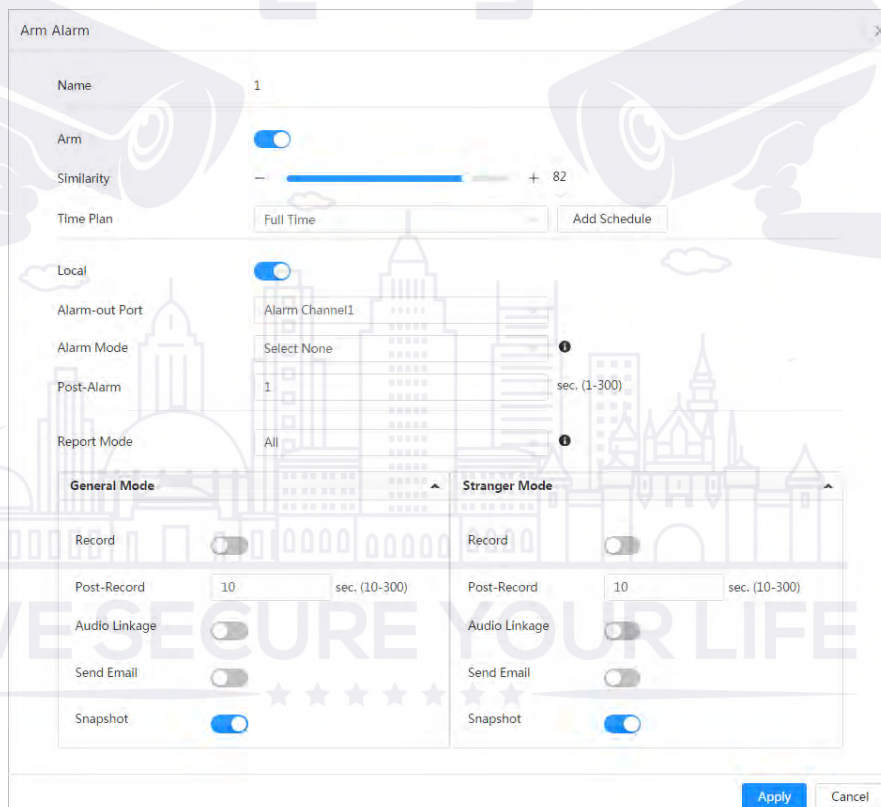 Arm Alarm
Name 1
Arm
Similarity − + 82
Time Plan Full Time Add Schedule
Local
Alarm-out Port Alarm Channel1
Alarm Mode Select None
Post-Alarm 1 sec. (1-300)
Report Mode All
General Mode Stranger Mode
Record Record
Post-Record 10 sec. (10-300) Post-Record 10 sec. (10-300)
Audio Linkage Audio Linkage
VE SECURE YOUR LIFE
Send Email Send Email
Snapshot Snapshot
Apply Cancel